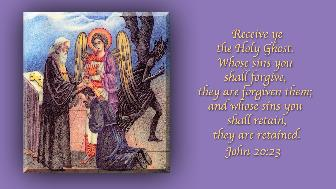 Receive ye
the Holy Ghost.
Whose sins you
shall forgive,
they are forgiven them;
and whose sins you
shall retain,
they are retained.
John 20:23